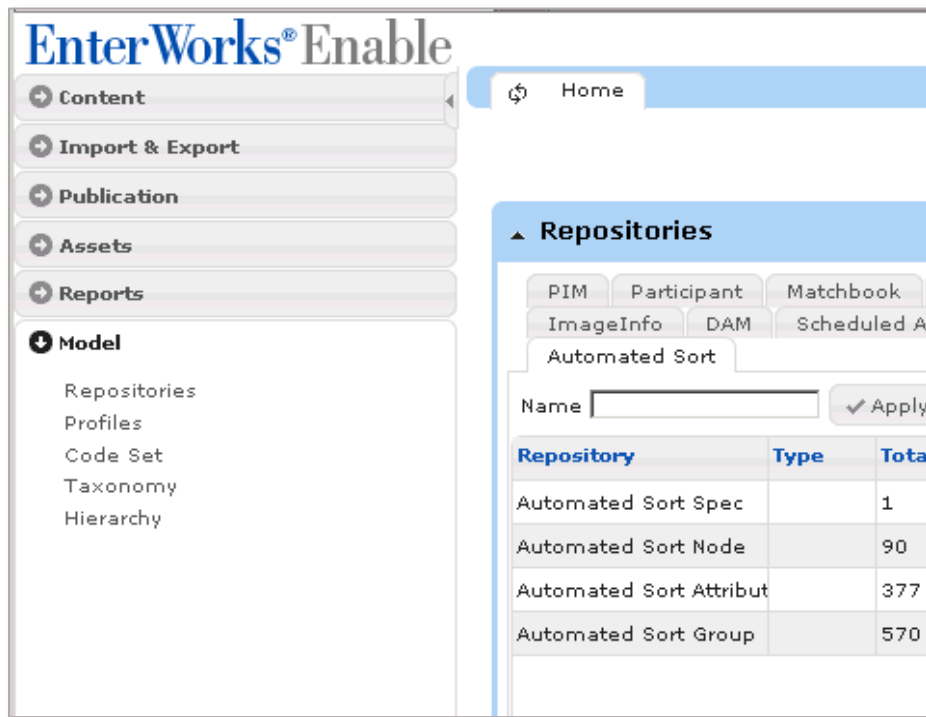 EnterWorks® Enable
Content
Import & Export
Publication
Assets
Reports
Model
Repositories
Profiles
Code Set
Taxonomy
Hierarchy
Home
Repositories
PIM Participant Matchbook
ImageInfo DAM Scheduled A
Automated Sort
Name Apply
Repository Type Tota
Automated Sort Spec 1
Automated Sort Node 90
Automated Sort Attribut 377
Automated Sort Group 570